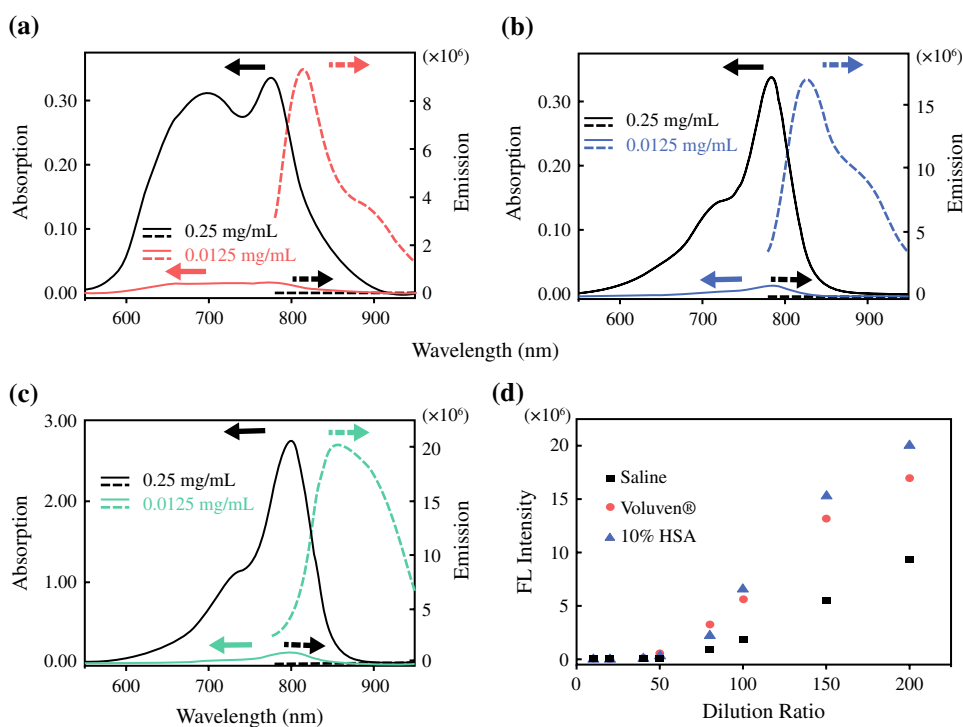 (a)
(×10⁶)
Absorption
0.30
0.20
0.10
0.00
8
6
4
2
0
Emission
0.25 mg/mL
0.0125 mg/mL
600
700
800
900
(b)
(×10⁶)
Absorption
0.30
0.20
0.10
0.00
15
10
5
0
Emission
0.25 mg/mL
0.0125 mg/mL
600
700
800
900
Wavelength (nm)
(c)
(×10⁶)
Absorption
3.00
2.00
1.00
0.00
20
15
10
5
0
Emission
0.25 mg/mL
0.0125 mg/mL
600
700
800
900
Wavelength (nm)
(d)
(×10⁶)
FL Intensity
20
15
10
5
0
Saline
Voluven®
10% HSA
0
50
100
150
200
Dilution Ratio